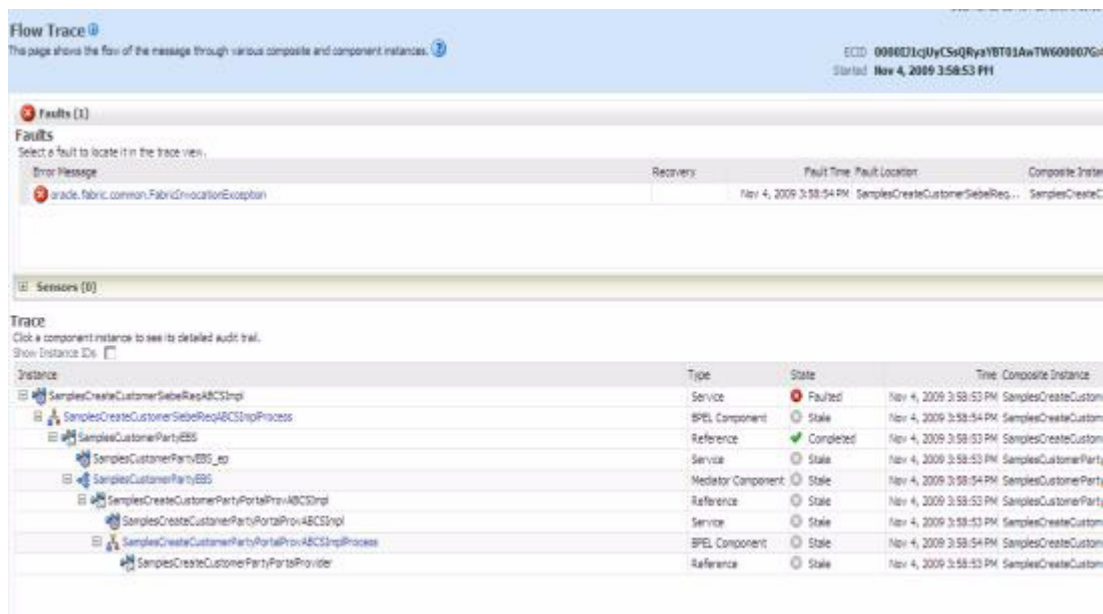 Flow Trace
This page shows the flow of the message through various composite and component instances.
ECID
Started Nov 4, 2009 3:58:53 PM
Faults (1)
Faults
Select a fault to locate it in the trace view.
Error Message Recovery Fault Time Fault Location Composite Instan
oracle.fabric.common.FabricInvocationException Nov 4, 2009 3:58:54 PM SamplesCreateCustomerSiebelReq... SamplesCreateC
Sensors (0)
Trace
Click a component instance to see its detailed audit trail.
Show Instance IDs
Instance Type State Time Composite Instance
SamplesCreateCustomerSiebelReqABCSImpl Service Faulted Nov 4, 2009 3:58:53 PM SamplesCreateCustom
SamplesCreateCustomerSiebelReqABCSImplProcess BPEL Component Stale Nov 4, 2009 3:58:54 PM SamplesCreateCustom
SamplesCustomerPartyEBS Reference Completed Nov 4, 2009 3:58:53 PM SamplesCreateCustom
SamplesCustomerPartyEBS_ep Service Stale Nov 4, 2009 3:58:53 PM SamplesCustomerParty
SamplesCustomerPartyEBS Mediator Component Stale Nov 4, 2009 3:58:54 PM SamplesCustomerParty
SamplesCreateCustomerPartyPortalProvABCSImpl Reference Stale Nov 4, 2009 3:58:53 PM SamplesCustomerParty
SamplesCreateCustomerPartyPortalProvABCSImpl Service Stale Nov 4, 2009 3:58:53 PM SamplesCreateCustom
SamplesCreateCustomerPartyPortalProvABCSImplProcess BPEL Component Stale Nov 4, 2009 3:58:54 PM SamplesCreateCustom
SamplesCreateCustomerPartyPortalProvider Reference Stale Nov 4, 2009 3:58:53 PM SamplesCreateCustom